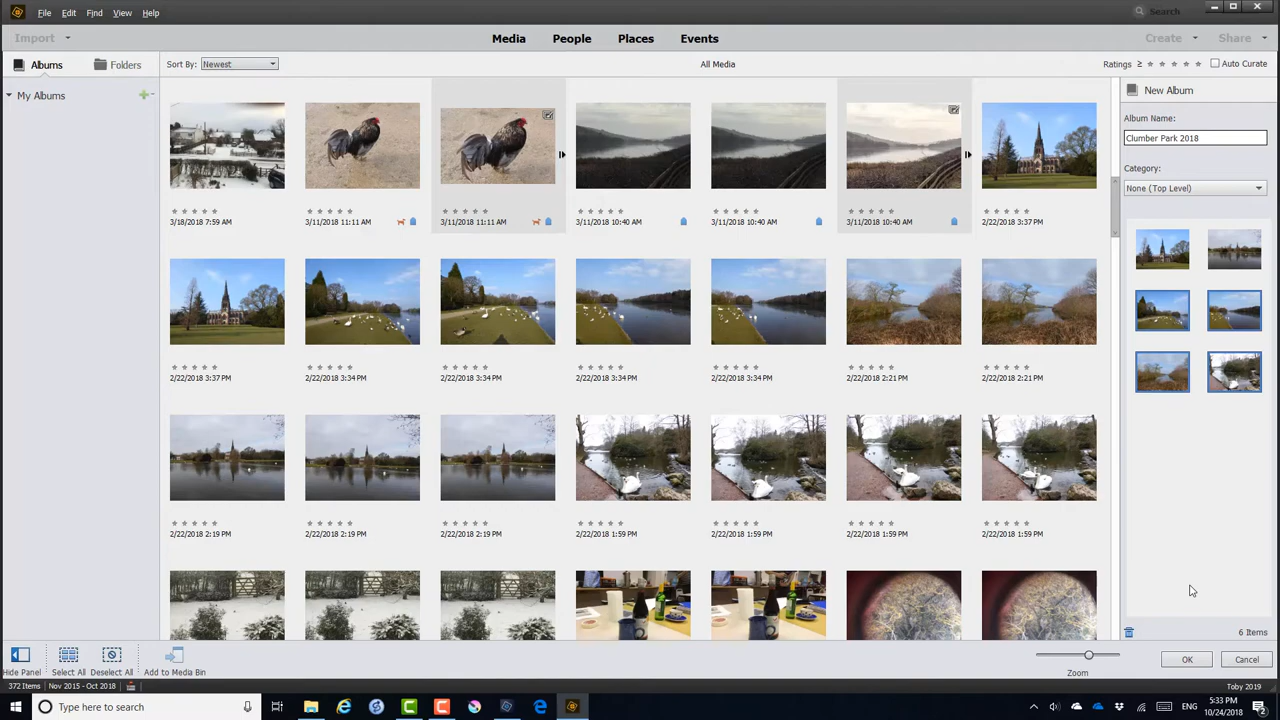 File Edit Find View Help
Search
Import
Media People Places Events
Create Share
Albums Folders
Sort By: Newest
All Media
Ratings ≥ Auto Curate
My Albums
New Album
Album Name:
Clumber Park 2018
Category:
None (Top Level)
3/18/2018 7:59 AM 3/11/2018 11:11 AM 3/11/2018 11:11 AM 3/11/2018 10:40 AM 3/11/2018 10:40 AM 3/11/2018 10:40 AM 2/22/2018 3:37 PM
2/22/2018 3:37 PM 2/22/2018 3:34 PM 2/22/2018 3:34 PM 2/22/2018 3:34 PM 2/22/2018 3:34 PM 2/22/2018 2:21 PM 2/22/2018 2:21 PM
2/22/2018 2:19 PM 2/22/2018 2:19 PM 2/22/2018 2:19 PM 2/22/2018 1:59 PM 2/22/2018 1:59 PM 2/22/2018 1:59 PM 2/22/2018 1:59 PM
6 Items
Hide Panel Select All Deselect All Add to Media Bin Zoom
OK Cancel
372 Items Nov 2015 - Oct 2018 Toby 2019
Type here to search
ENG
5:33 PM
10/24/2018
2